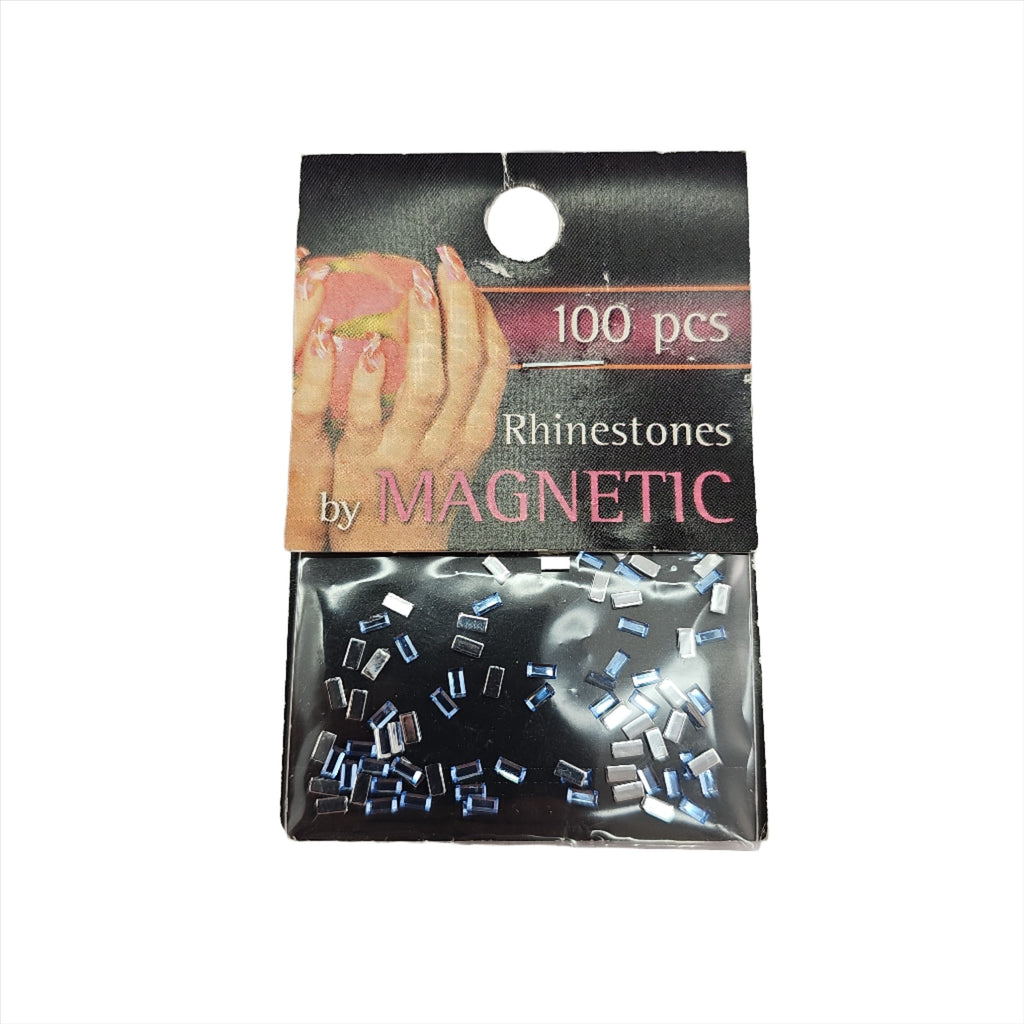 100 pcs
Rhinestones
by MAGNETIC